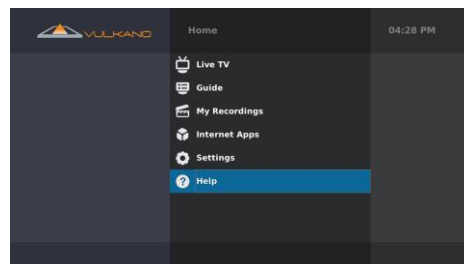 VULKANO
Home
04:28 PM
Live TV
Guide
My Recordings
Internet Apps
Settings
? Help